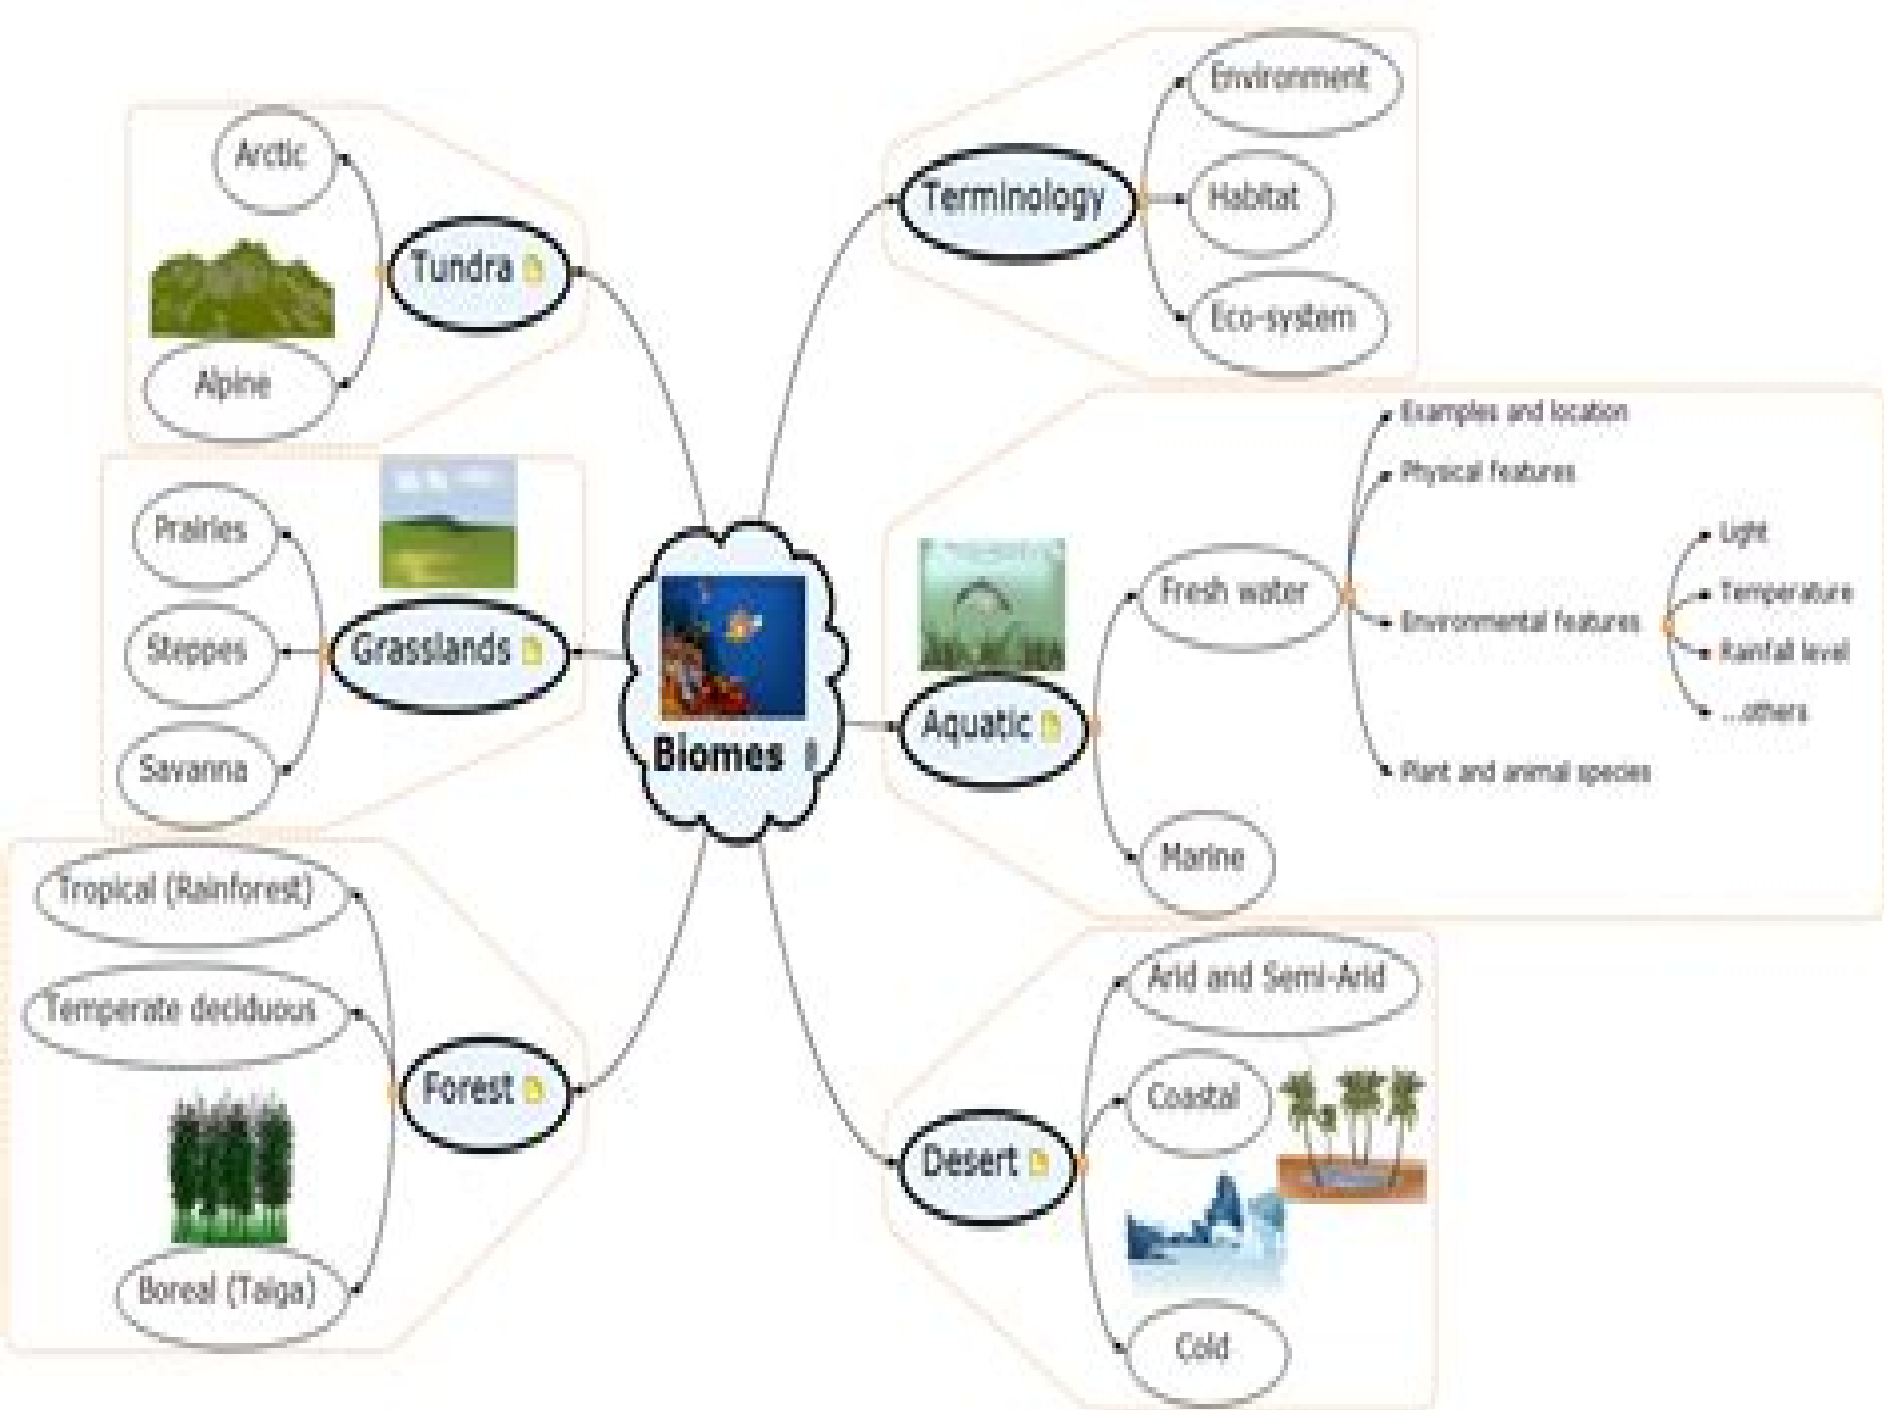 Biomes
Terminology
Environment
Habitat
Eco-system
Aquatic
Fresh water
Examples and location
Physical features
Environmental features
Light
Temperature
Rainfall level
...others
Plant and animal species
Marine
Desert
Arid and Semi-Arid
Coastal
Cold
Tundra
Arctic
Alpine
Grasslands
Prairies
Steppes
Savanna
Forest
Tropical (Rainforest)
Temperate deciduous
Boreal (Taiga)